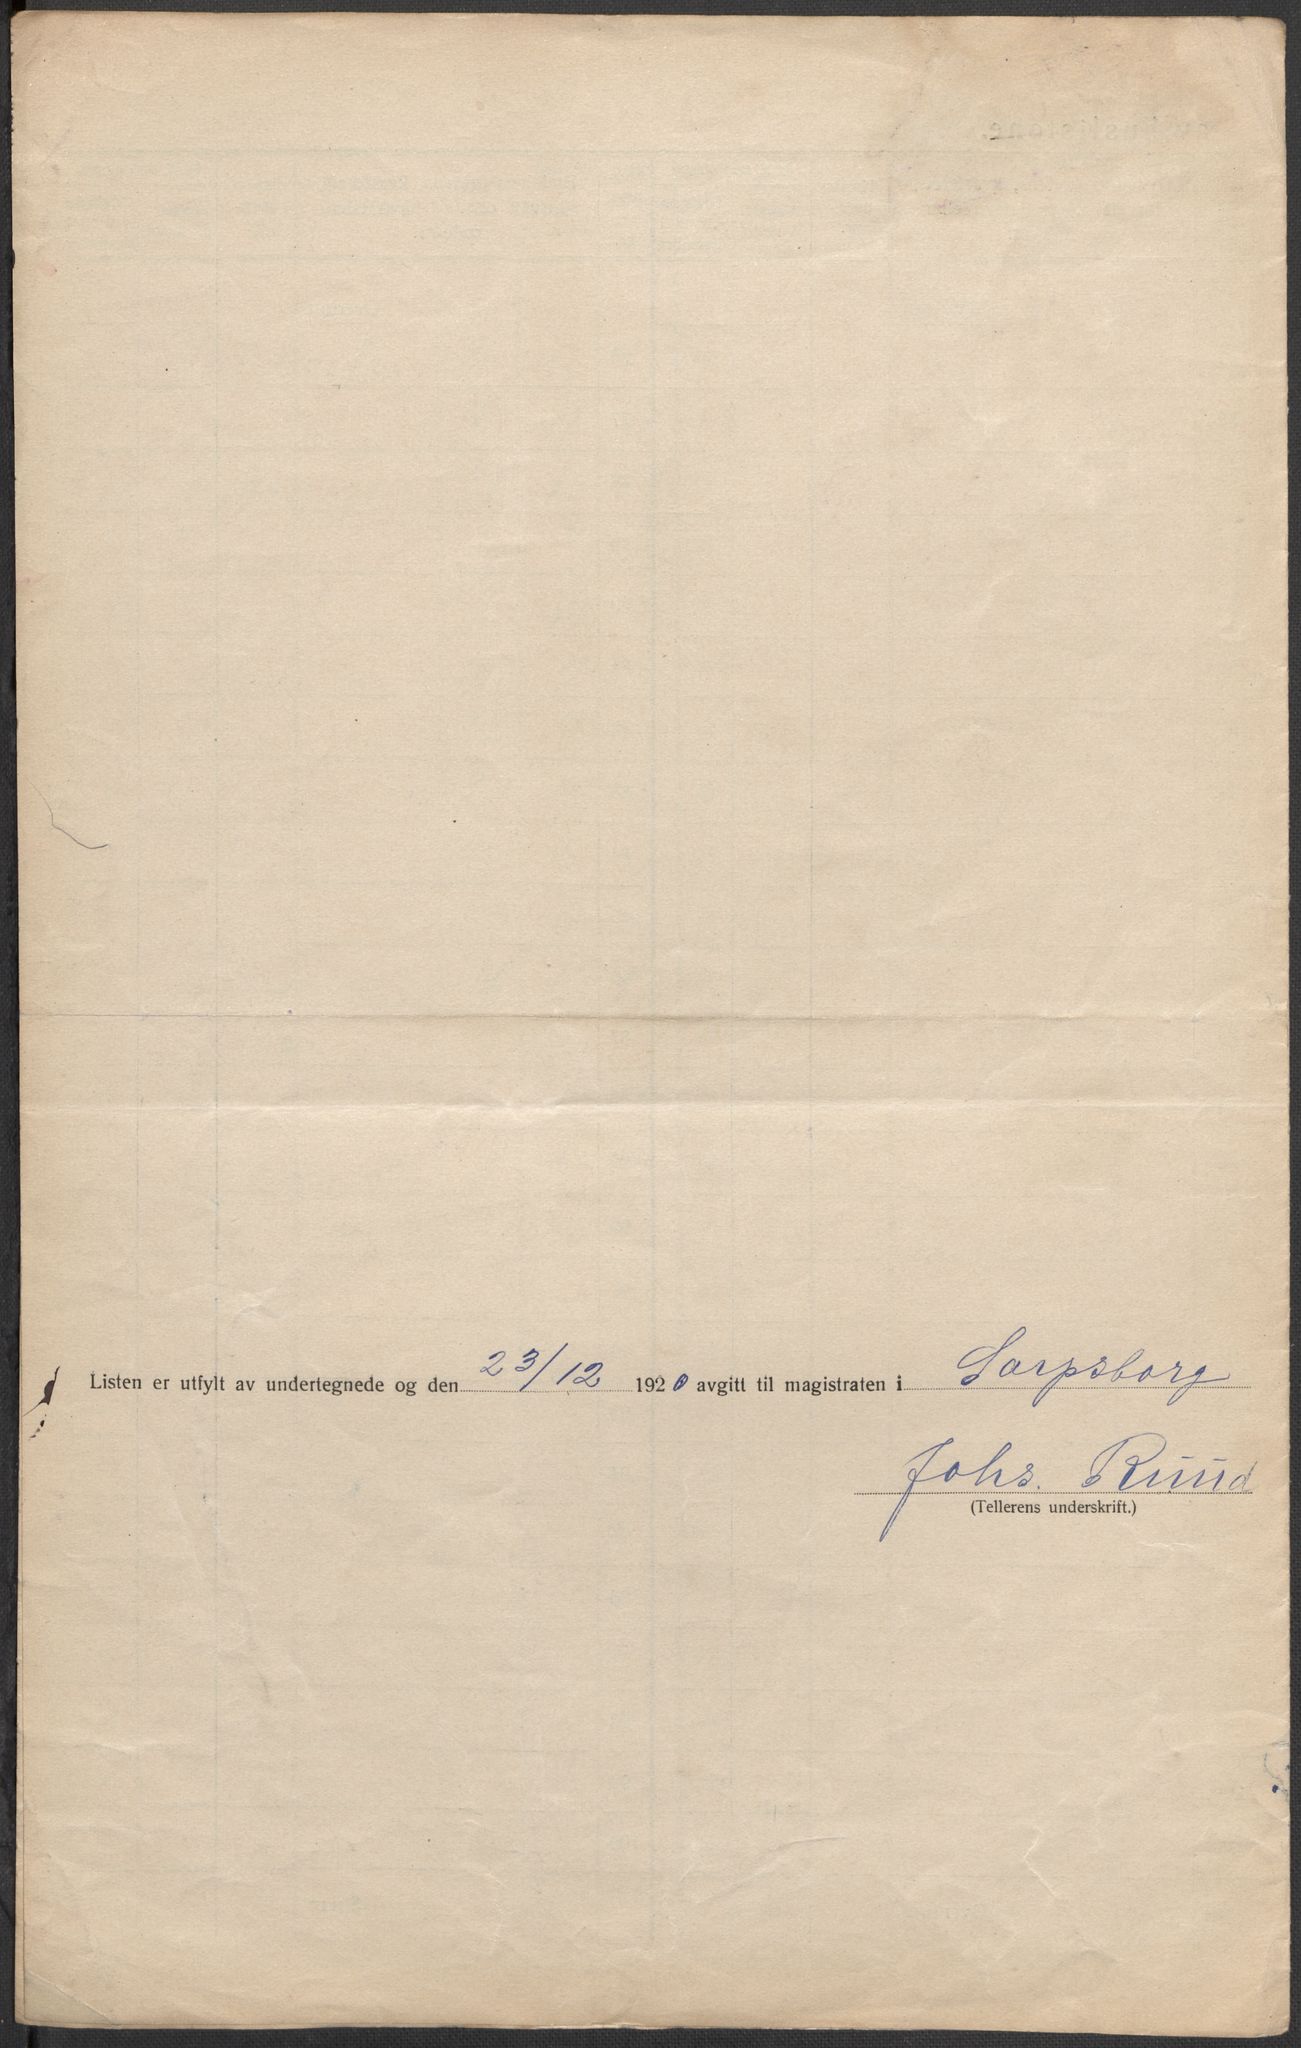 Listen er utfylt av undertegnede og den 23/12 1920 avgitt til magistraten i Sarpsborg
Johs. Ruud
(Tellerens underskrift.)